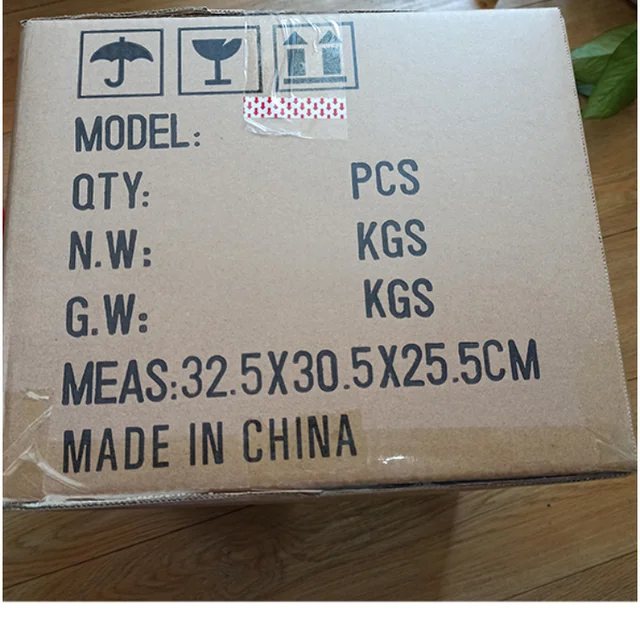 MODEL:
QTY: PCS
N.W: KGS
G.W: KGS
MEAS:32.5X30.5X25.5CM
MADE IN CHINA